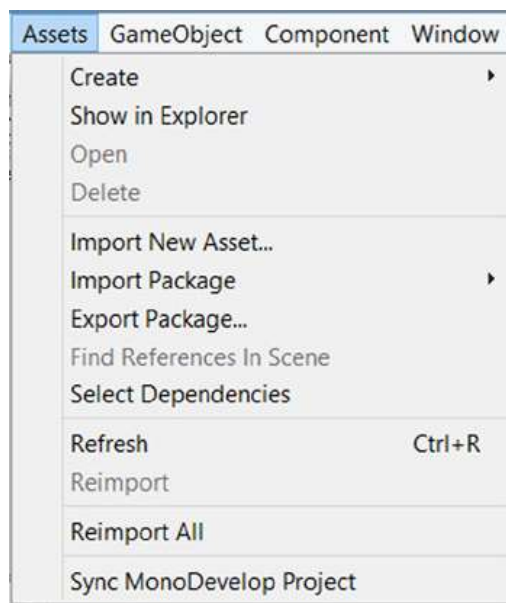 Assets GameObject Component Window
Create
Show in Explorer
Open
Delete
Import New Asset...
Import Package
Export Package...
Find References In Scene
Select Dependencies
Refresh Ctrl+R
Reimport
Reimport All
Sync MonoDevelop Project